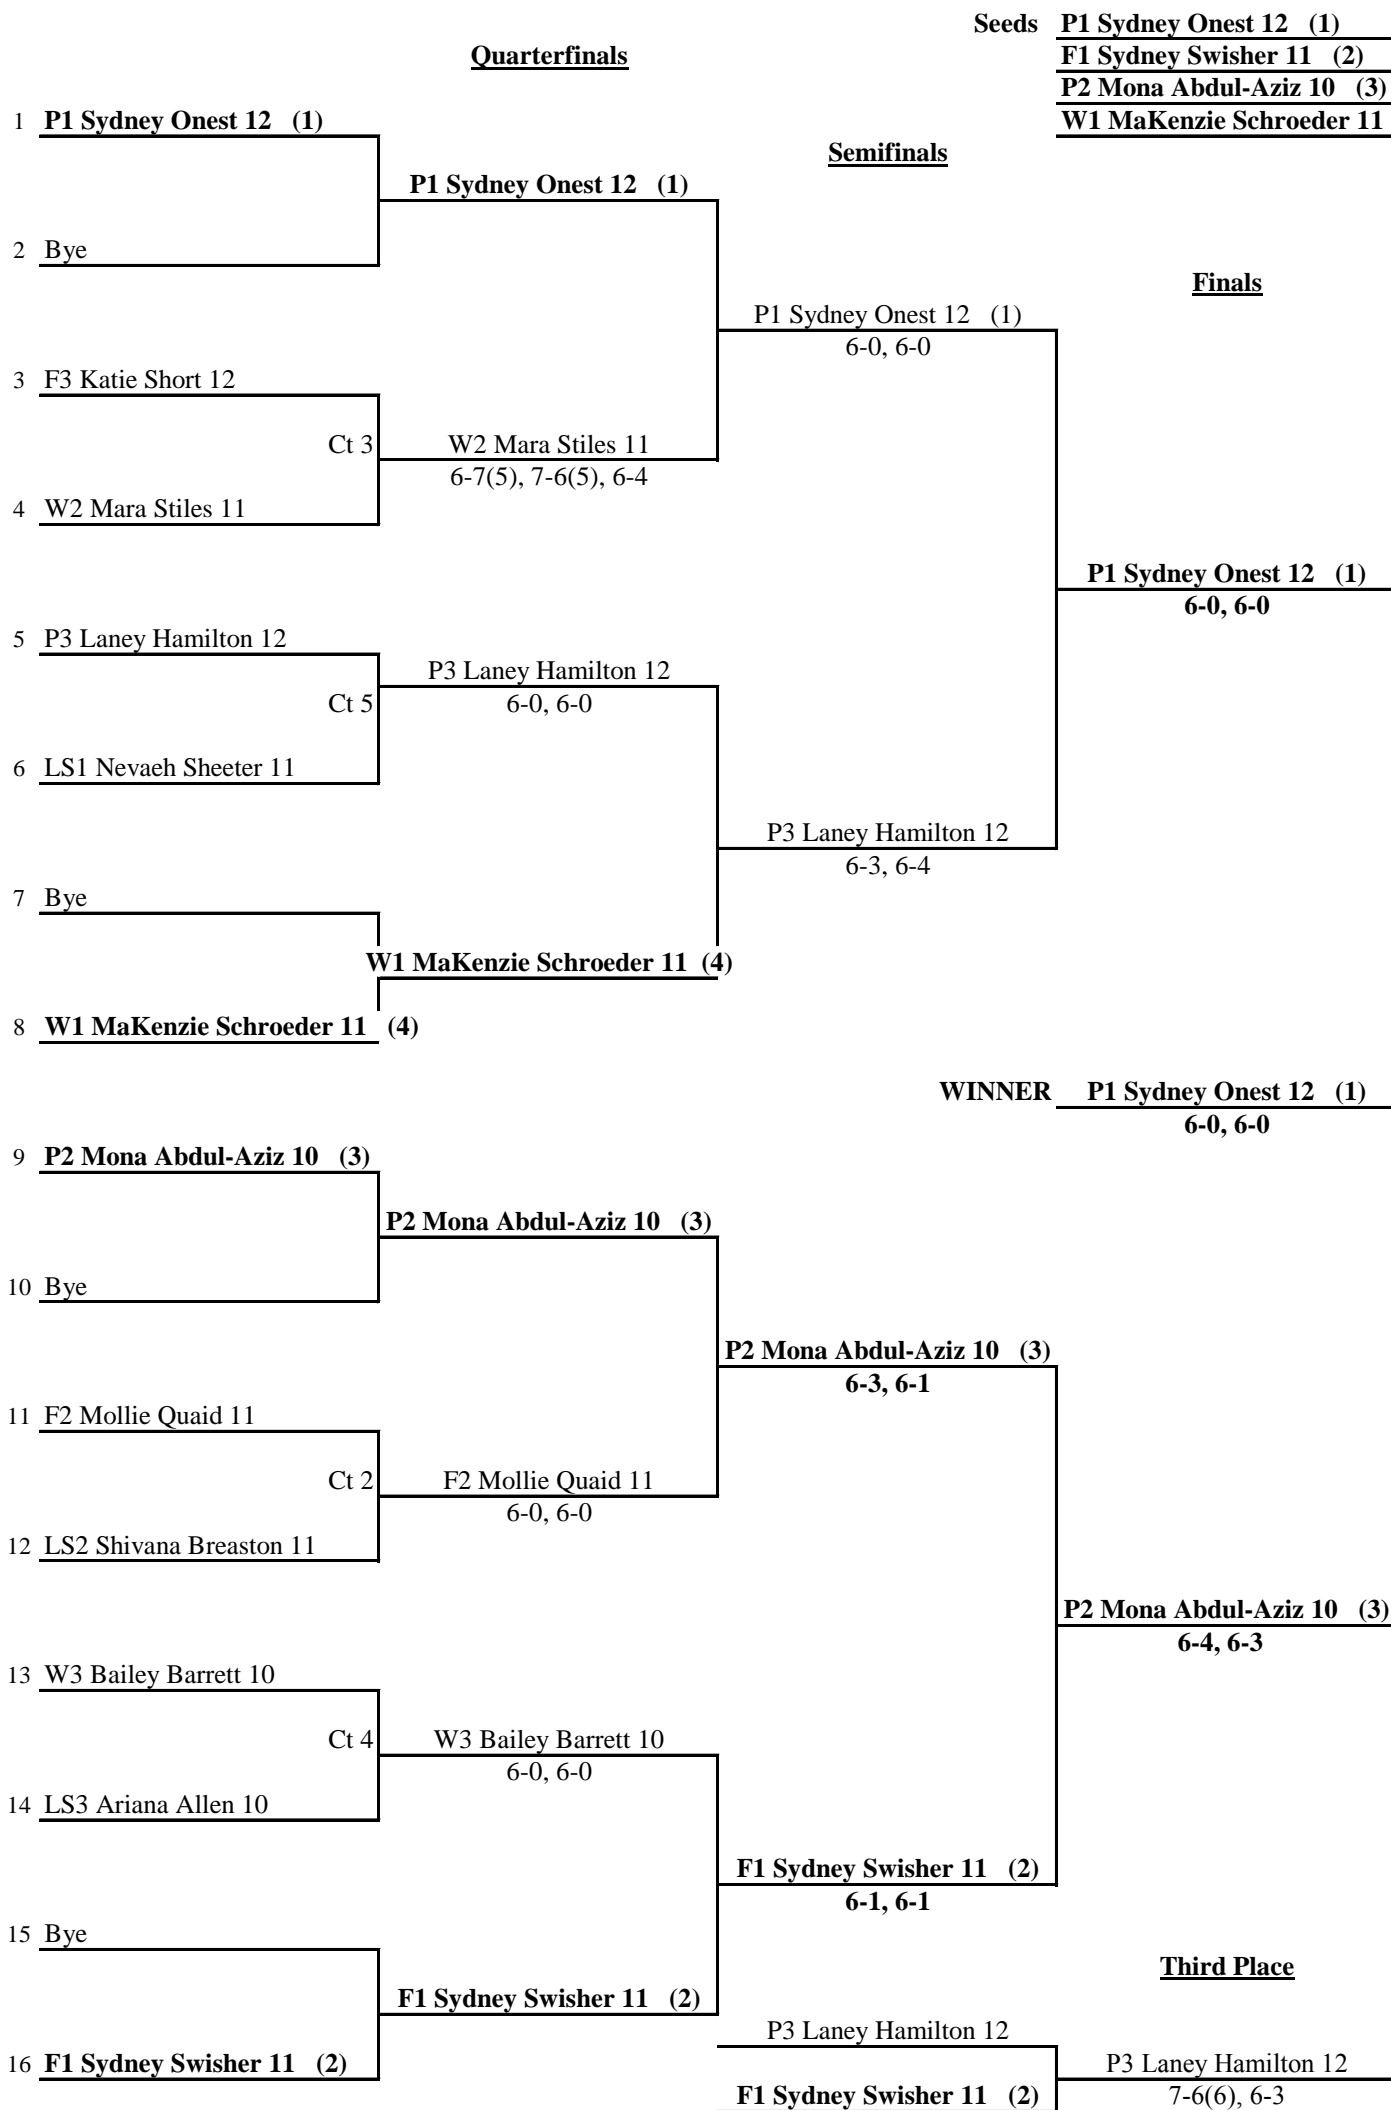 Seeds P1 Sydney Onest 12 (1)
F1 Sydney Swisher 11 (2)
P2 Mona Abdul-Aziz 10 (3)
W1 MaKenzie Schroeder 11
Quarterfinals
1 P1 Sydney Onest 12 (1)
Semifinals
P1 Sydney Onest 12 (1)
2 Bye
Finals
P1 Sydney Onest 12 (1)
6-0, 6-0
3 F3 Katie Short 12
Ct 3 W2 Mara Stiles 11
6-7(5), 7-6(5), 6-4
4 W2 Mara Stiles 11
P1 Sydney Onest 12 (1)
6-0, 6-0
5 P3 Laney Hamilton 12
P3 Laney Hamilton 12
Ct 5 6-0, 6-0
6 LS1 Nevaeh Sheeter 11
P3 Laney Hamilton 12
6-3, 6-4
7 Bye
W1 MaKenzie Schroeder 11 (4)
8 W1 MaKenzie Schroeder 11 (4)
WINNER P1 Sydney Onest 12 (1)
6-0, 6-0
9 P2 Mona Abdul-Aziz 10 (3)
P2 Mona Abdul-Aziz 10 (3)
10 Bye
P2 Mona Abdul-Aziz 10 (3)
6-3, 6-1
11 F2 Mollie Quaid 11
Ct 2 F2 Mollie Quaid 11
6-0, 6-0
12 LS2 Shivana Breaston 11
P2 Mona Abdul-Aziz 10 (3)
6-4, 6-3
13 W3 Bailey Barrett 10
Ct 4 W3 Bailey Barrett 10
6-0, 6-0
14 LS3 Ariana Allen 10
F1 Sydney Swisher 11 (2)
6-1, 6-1
15 Bye
Third Place
F1 Sydney Swisher 11 (2)
P3 Laney Hamilton 12
16 F1 Sydney Swisher 11 (2)
P3 Laney Hamilton 12
F1 Sydney Swisher 11 (2)
7-6(6), 6-3